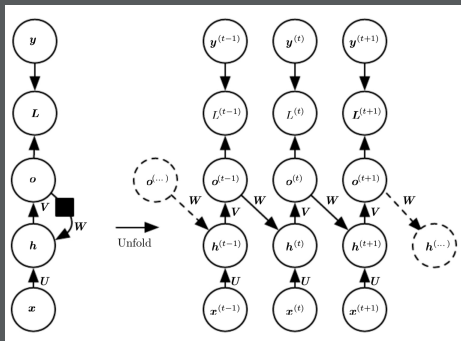 y y^{(t-1)} y^{(t)} y^{(t+1)}
L L^{(t-1)} L^{(t)} L^{(t+1)}
o o^{(...)} o^{(t-1)} o^{(t)} o^{(t+1)}
W W W W
V V V V
W
Unfold
h h^{(t-1)} h^{(t)} h^{(t+1)} h^{(...)}
U U U U
x x^{(t-1)} x^{(t)} x^{(t+1)}